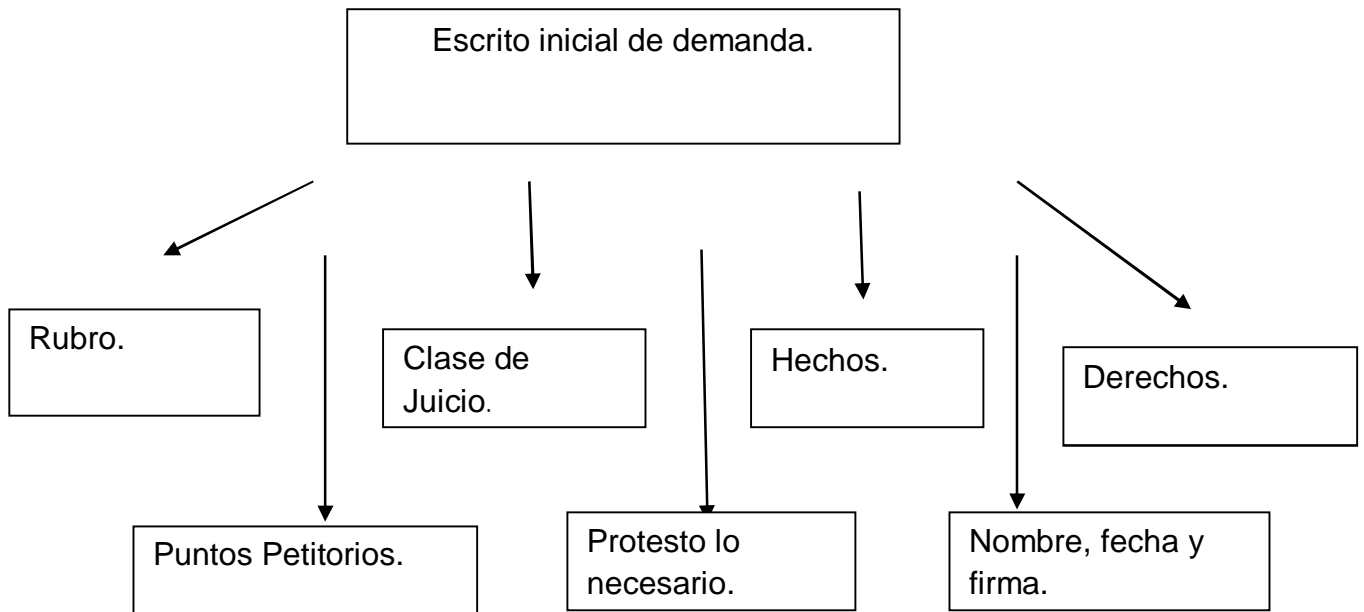 Escrito inicial de demanda.
Rubro.
Clase de
Juicio.
Hechos.
Derechos.
Puntos Petitorios.
Protesto lo
necesario.
Nombre, fecha y
firma.